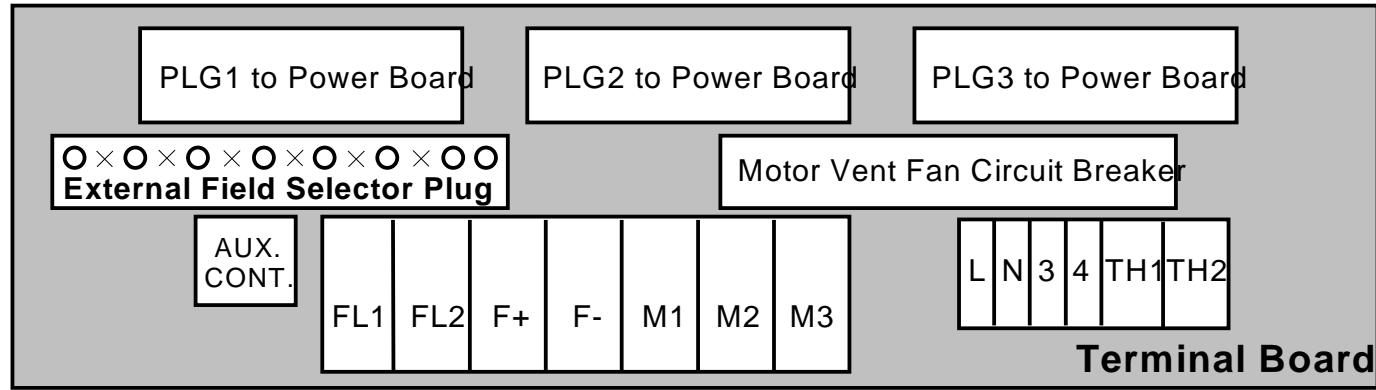 PLG1 to Power Board
PLG2 to Power Board
PLG3 to Power Board
External Field Selector Plug
Motor Vent Fan Circuit Breaker
AUX.
CONT.
FL1 FL2 F+ F- M1 M2 M3
L N 3 4 TH1 TH2
Terminal Board